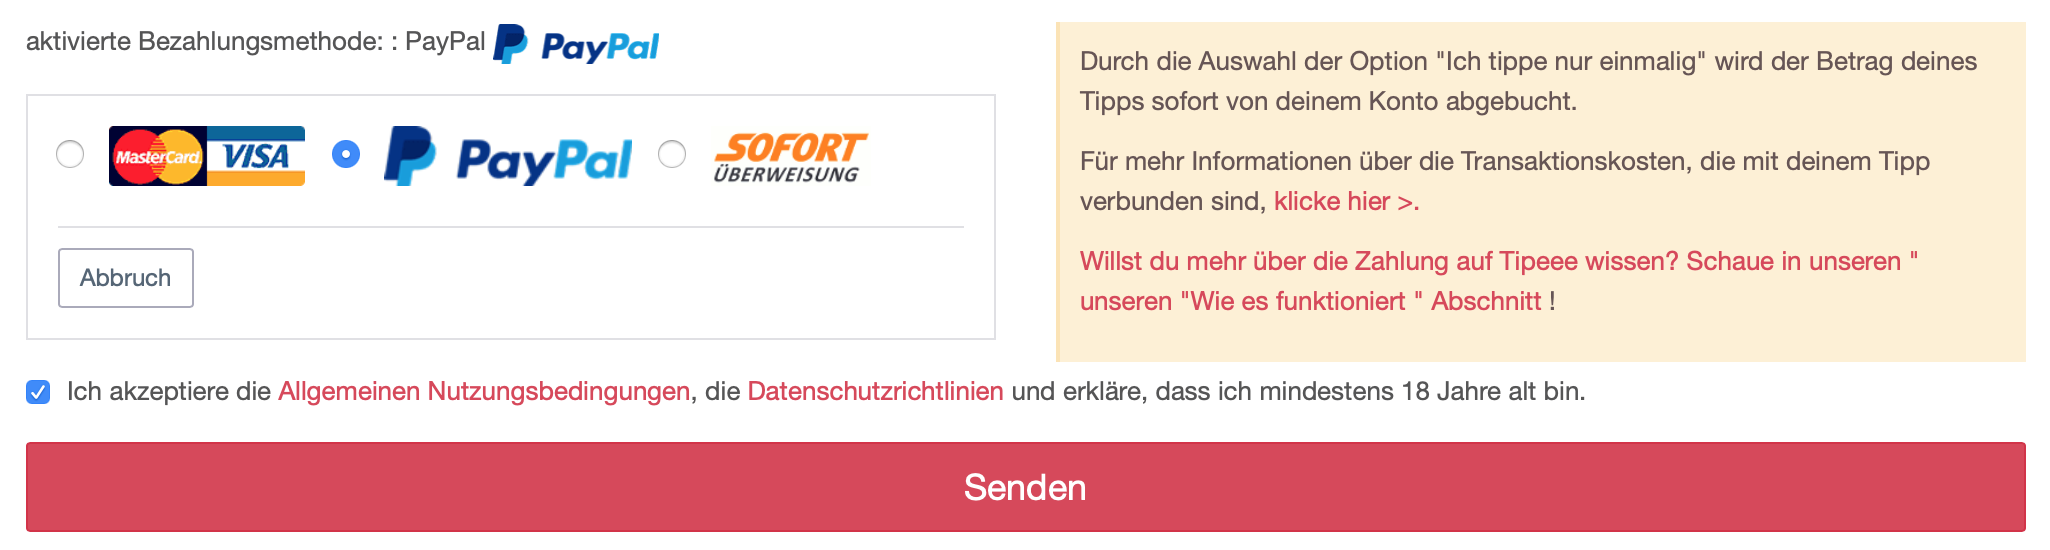 aktivierte Bezahlungsmethode: : PayPal PayPal
MasterCard VISA PayPal SOFORT ÜBERWEISUNG
Abbruch
Durch die Auswahl der Option "Ich tippe nur einmalig" wird der Betrag deines
Tipps sofort von deinem Konto abgebucht.
Für mehr Informationen über die Transaktionskosten, die mit deinem Tipp
verbunden sind, klicke hier >.
Willst du mehr über die Zahlung auf Tipeee wissen? Schaue in unseren "
unseren "Wie es funktioniert " Abschnitt !
Ich akzeptiere die Allgemeinen Nutzungsbedingungen, die Datenschutzrichtlinien und erkläre, dass ich mindestens 18 Jahre alt bin.
Senden